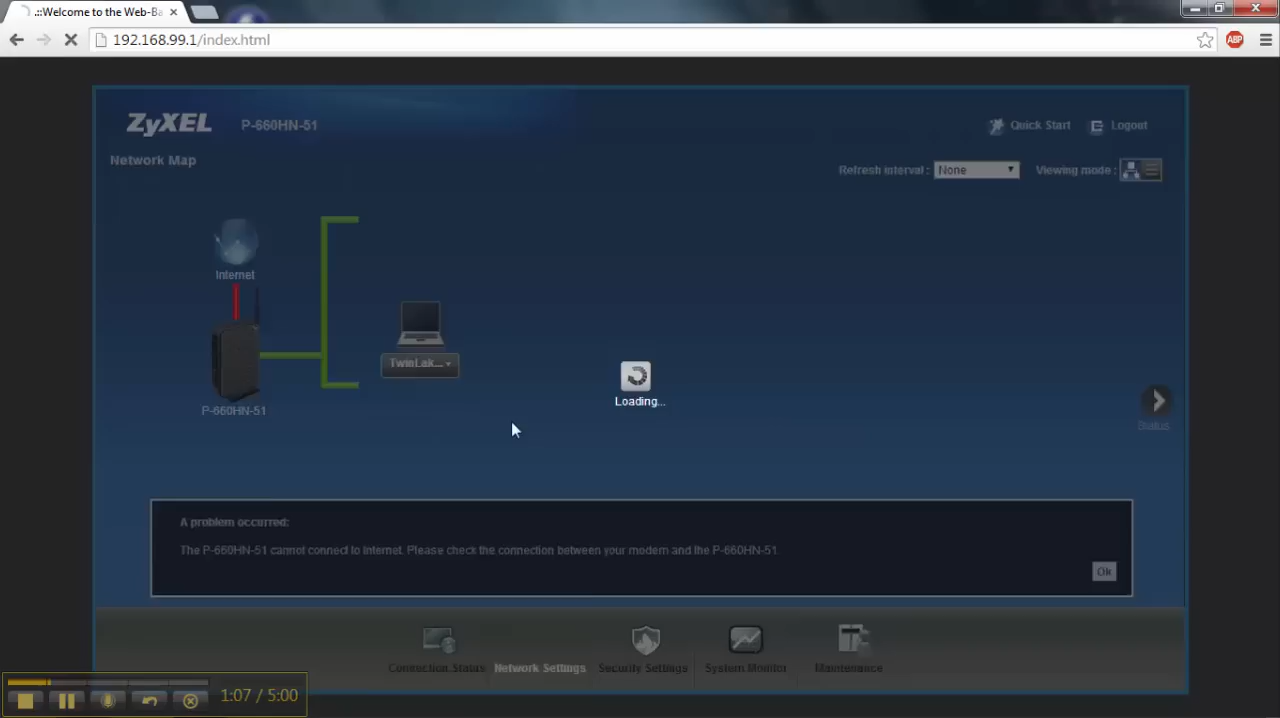 .::Welcome to the Web-Ba
192.168.99.1/index.html
ABP
ZyXEL P-660HN-51
Quick Start Logout
Network Map
Refresh interval : None Viewing mode :
Internet
TwinLak...
P-660HN-51
Loading...
Status
A problem occurred:
The P-660HN-51 cannot connect to Internet. Please check the connection between your modem and the P-660HN-51.
Ok
Connection Status Network Settings Security Settings System Monitor Maintenance
1:07 / 5:00